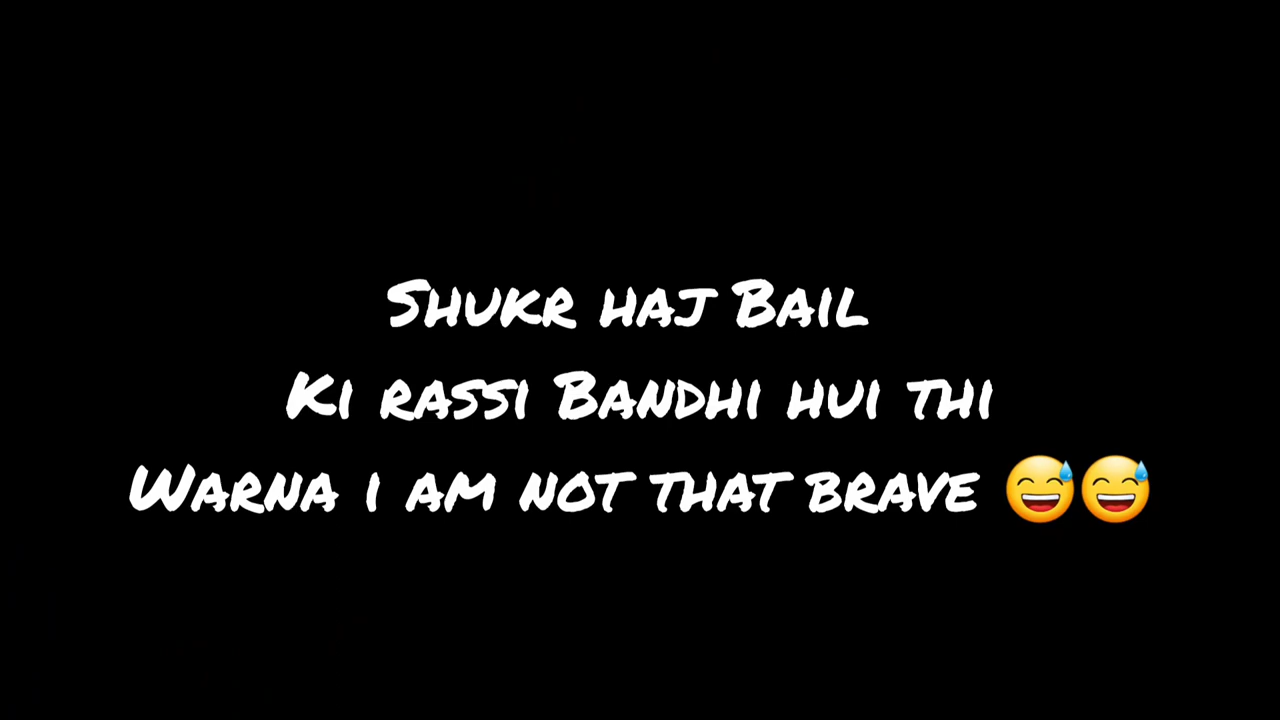 Shukr haj Bail
Ki rassi Bandhi hui thi
Warna i am not that brave 😅😅